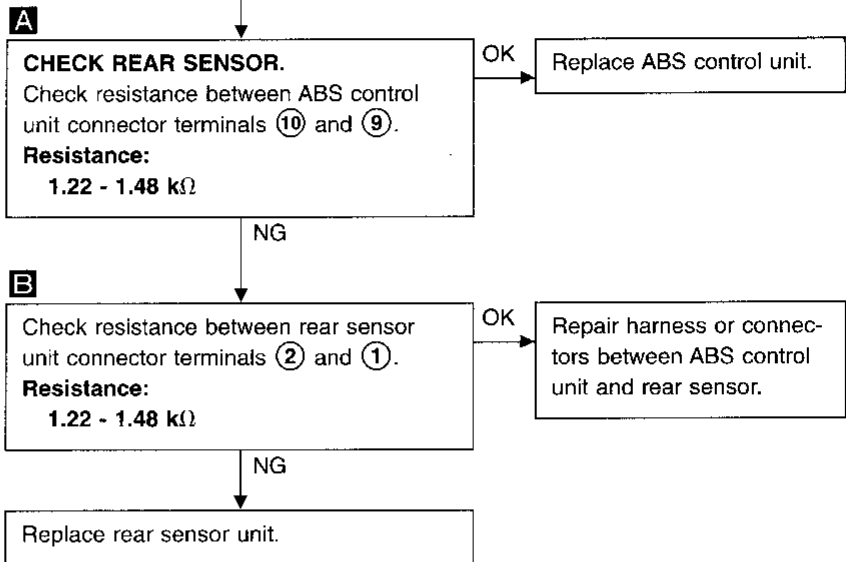 A
CHECK REAR SENSOR.
Check resistance between ABS control
unit connector terminals ⑩ and ⑨.
Resistance:
1.22 - 1.48 kΩ
OK
Replace ABS control unit.
NG
B
Check resistance between rear sensor
unit connector terminals ② and ①.
Resistance:
1.22 - 1.48 kΩ
OK
Repair harness or connec-
tors between ABS control
unit and rear sensor.
NG
Replace rear sensor unit.